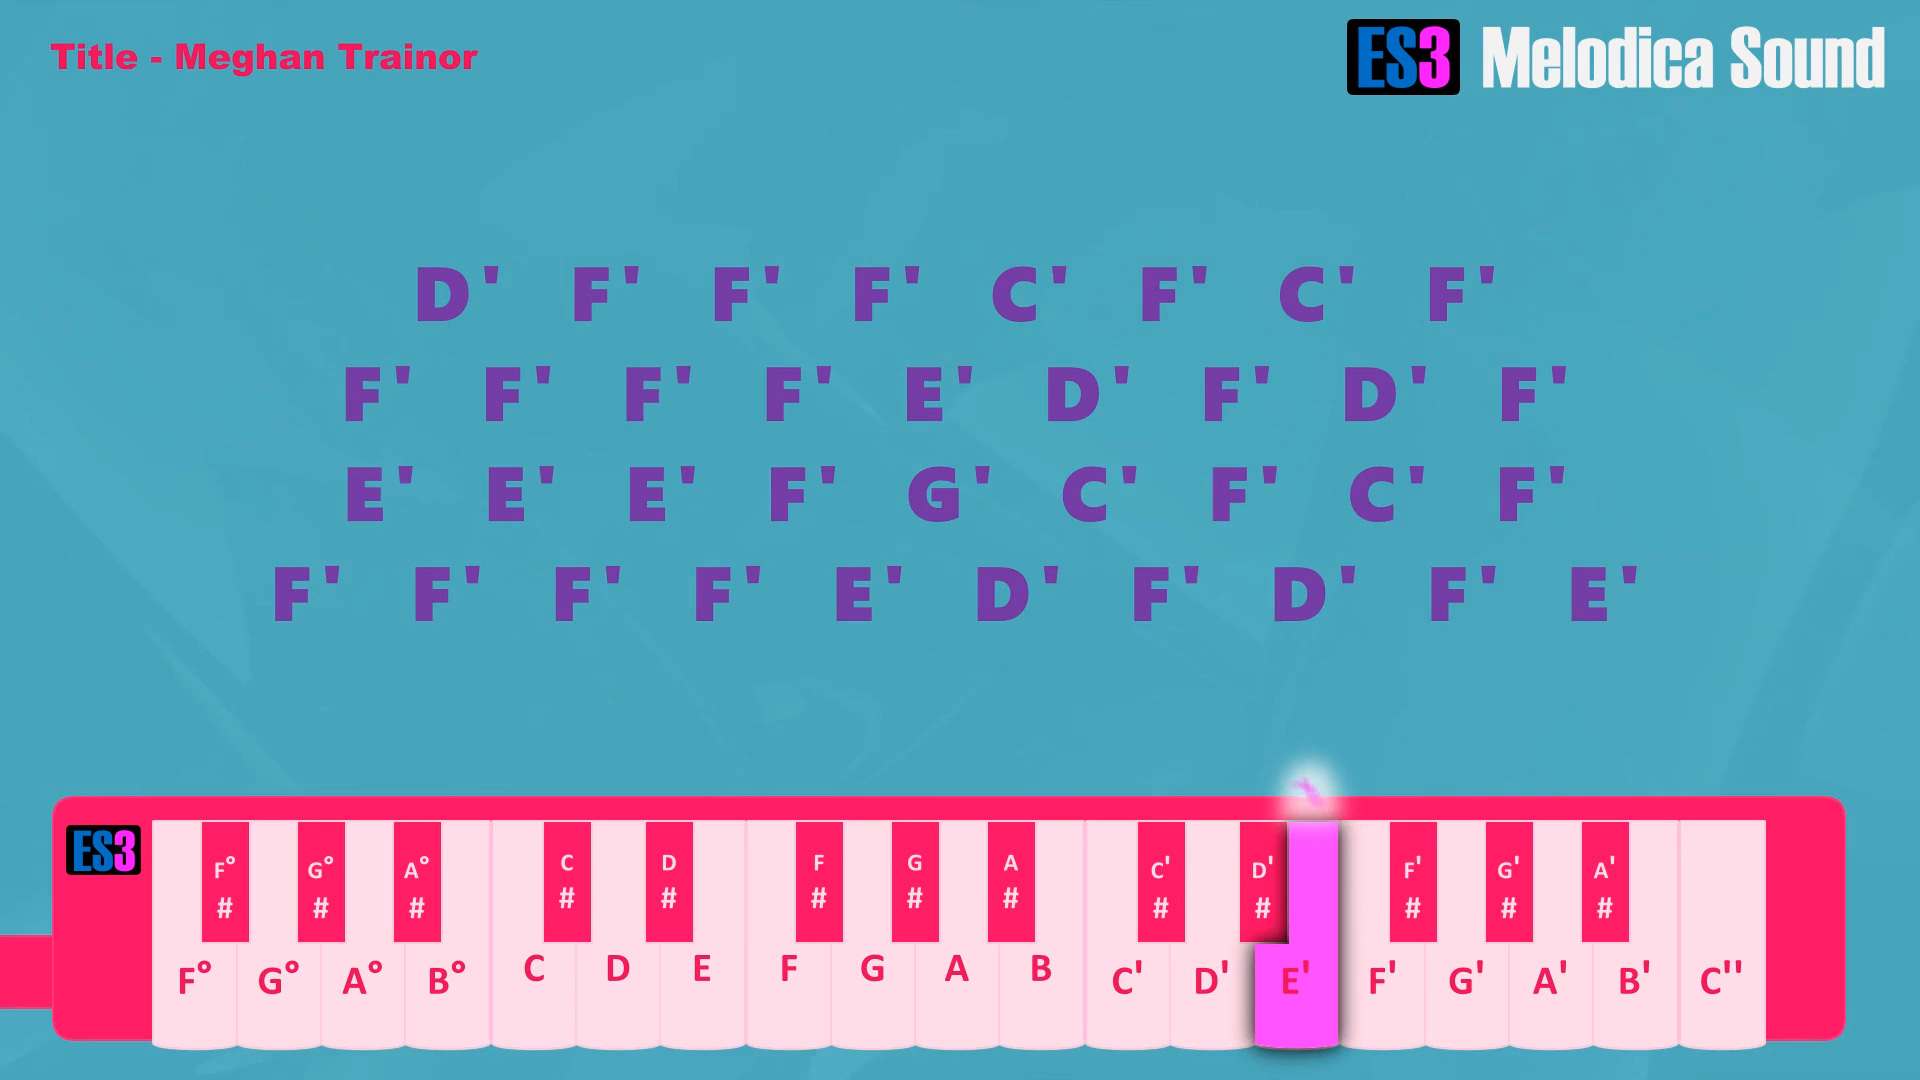 Title - Meghan Trainor
ES3 Melodica Sound
D' F' F' F' C' F' C' F'
F' F' F' F' E' D' F' D' F'
E' E' E' F' G' C' F' C' F'
F' F' F' F' E' D' F' D' F' E'
ES3
F° G° A° C D F G A C' D' F' G' A'
# # # # # # # # # # # # #
F° G° A° B° C D E F G A B C' D' E' F' G' A' B' C''